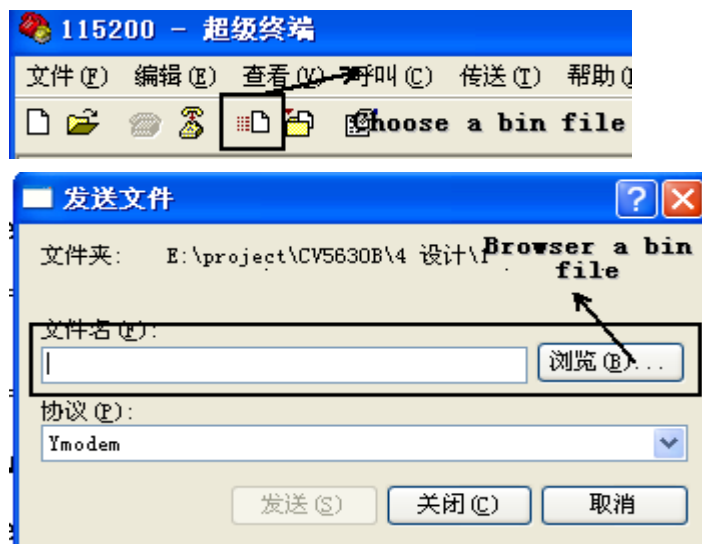 115200 - 超级终端
文件(F) 编辑(E) 查看(V) 呼叫(C) 传送(T) 帮助(
Choose a bin file
发送文件
文件夹: E:\project\CV5630B\4 设计\
Browser a bin
file
文件名(F):
浏览(B)...
协议(P):
Ymodem
发送(S) 关闭(C) 取消